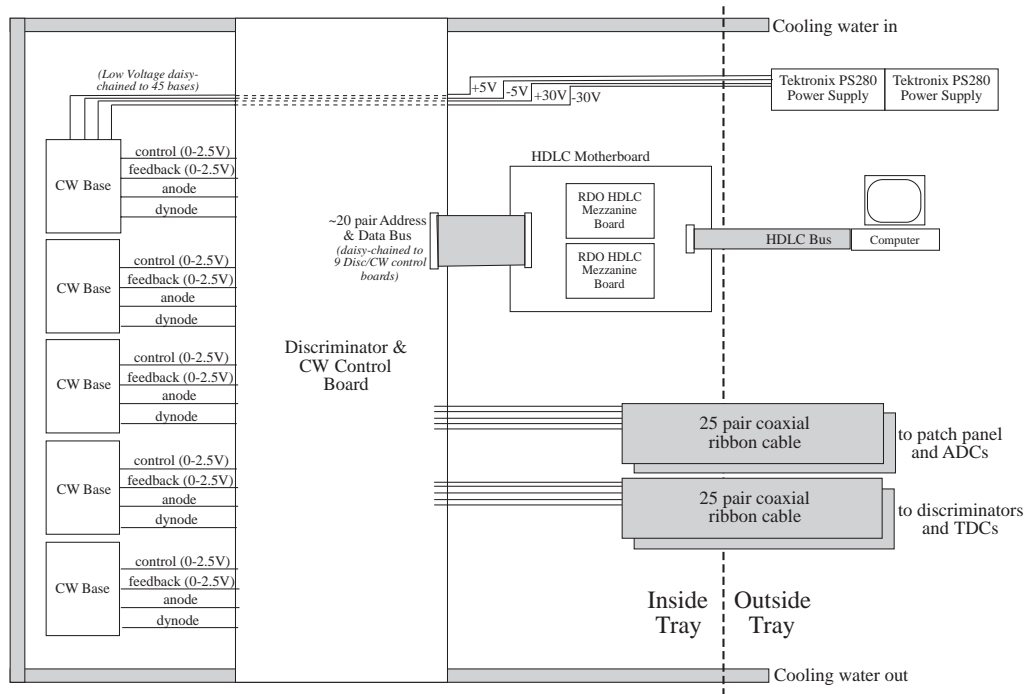 Cooling water in
(Low Voltage daisy-
chained to 45 bases)
+5V
-5V
+30V
-30V
Tektronix PS280
Power Supply
Tektronix PS280
Power Supply
CW Base
control (0-2.5V)
feedback (0-2.5V)
anode
dynode
HDLC Motherboard
RDO HDLC
Mezzanine
Board
RDO HDLC
Mezzanine
Board
~20 pair Address
& Data Bus
(daisy-chained to
9 Disc/CW control
boards)
HDLC Bus
Computer
CW Base
control (0-2.5V)
feedback (0-2.5V)
anode
dynode
Discriminator &
CW Control
Board
CW Base
control (0-2.5V)
feedback (0-2.5V)
anode
dynode
25 pair coaxial
ribbon cable
to patch panel
and ADCs
CW Base
control (0-2.5V)
feedback (0-2.5V)
anode
dynode
25 pair coaxial
ribbon cable
to discriminators
and TDCs
CW Base
control (0-2.5V)
feedback (0-2.5V)
anode
dynode
Inside
Tray
Outside
Tray
Cooling water out